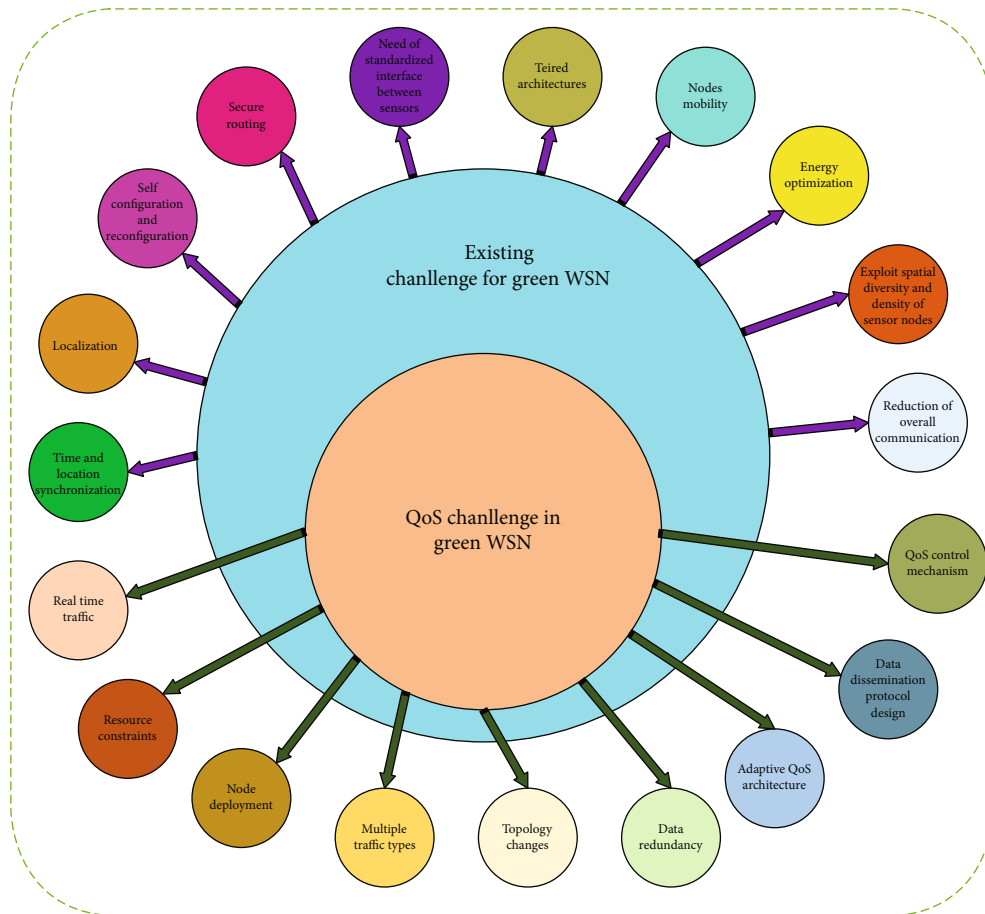 Need of
standardized
interface
between
sensors
Teired
architectures
Nodes
mobility
Secure
routing
Energy
optimization
Self
configuration
and
reconfiguration
Existing
chanllenge for green WSN
Exploit spatial
diversity and
density of
sensor nodes
Localization
Reduction of
overall
communication
Time and
location
synchronization
QoS chanllenge in
green WSN
QoS control
mechanism
Real time
traffic
Data
dissemination
protocol
design
Resource
constraints
Adaptive QoS
architecture
Node
deployment
Multiple
traffic types
Topology
changes
Data
redundancy